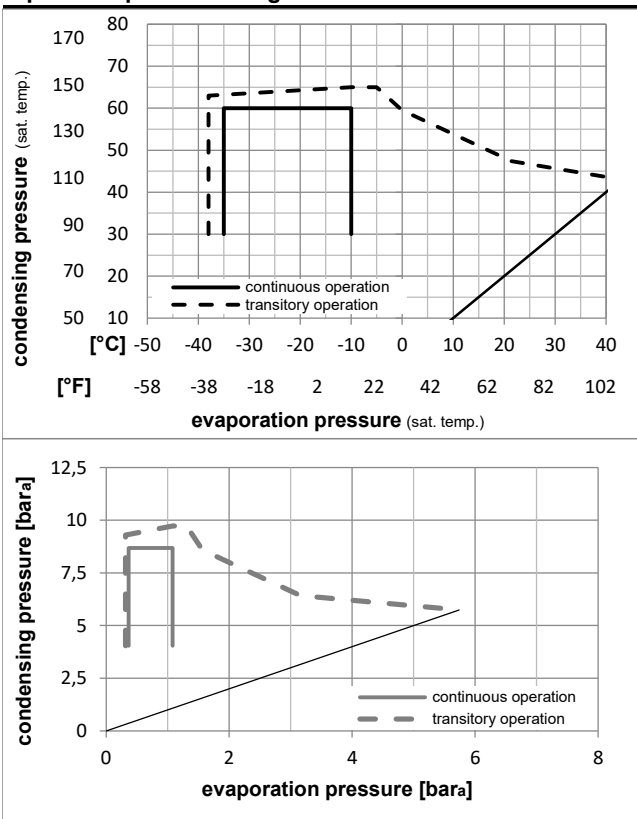 170 80
70
150 60
130 50
110 40
90 30
70 20
50 10
condensing pressure (sat. temp.)
continuous operation
transitory operation
[°C] -50 -40 -30 -20 -10 0 10 20 30 40
[°F] -58 -38 -18 2 22 42 62 82 102
evaporation pressure (sat. temp.)
12,5
10
7,5
5
2,5
0
condensing pressure [bara]
continuous operation
transitory operation
0 2 4 6 8
evaporation pressure [bara]